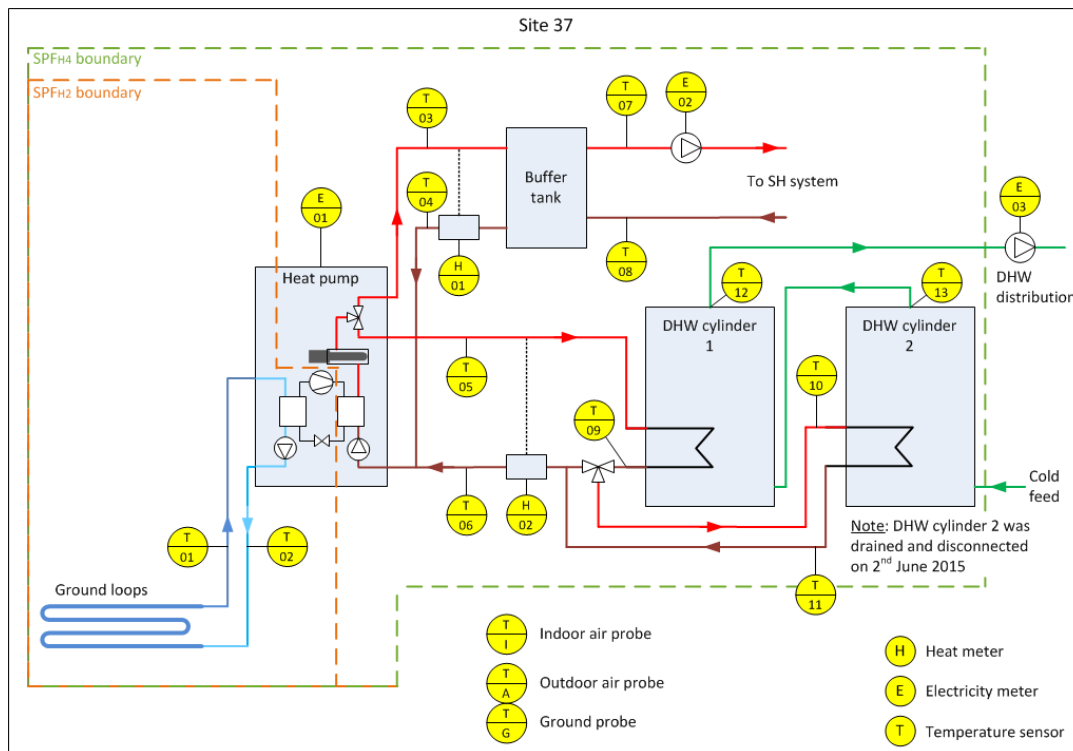 Site 37
SPFH4 boundary
SPFH2 boundary
T
03
T
07
E
02
Buffer
tank
To SH system
T
04
H
01
T
08
E
01
E
03
DHW
distribution
Heat pump
T
12
T
13
DHW cylinder
1
DHW cylinder
2
T
05
T
10
T
09
T
06
H
02
Cold
feed
Note: DHW cylinder 2 was
drained and disconnected
on 2nd June 2015
T
01
T
02
T
11
Ground loops
T
I
Indoor air probe
T
A
Outdoor air probe
T
G
Ground probe
H
Heat meter
E
Electricity meter
T
Temperature sensor